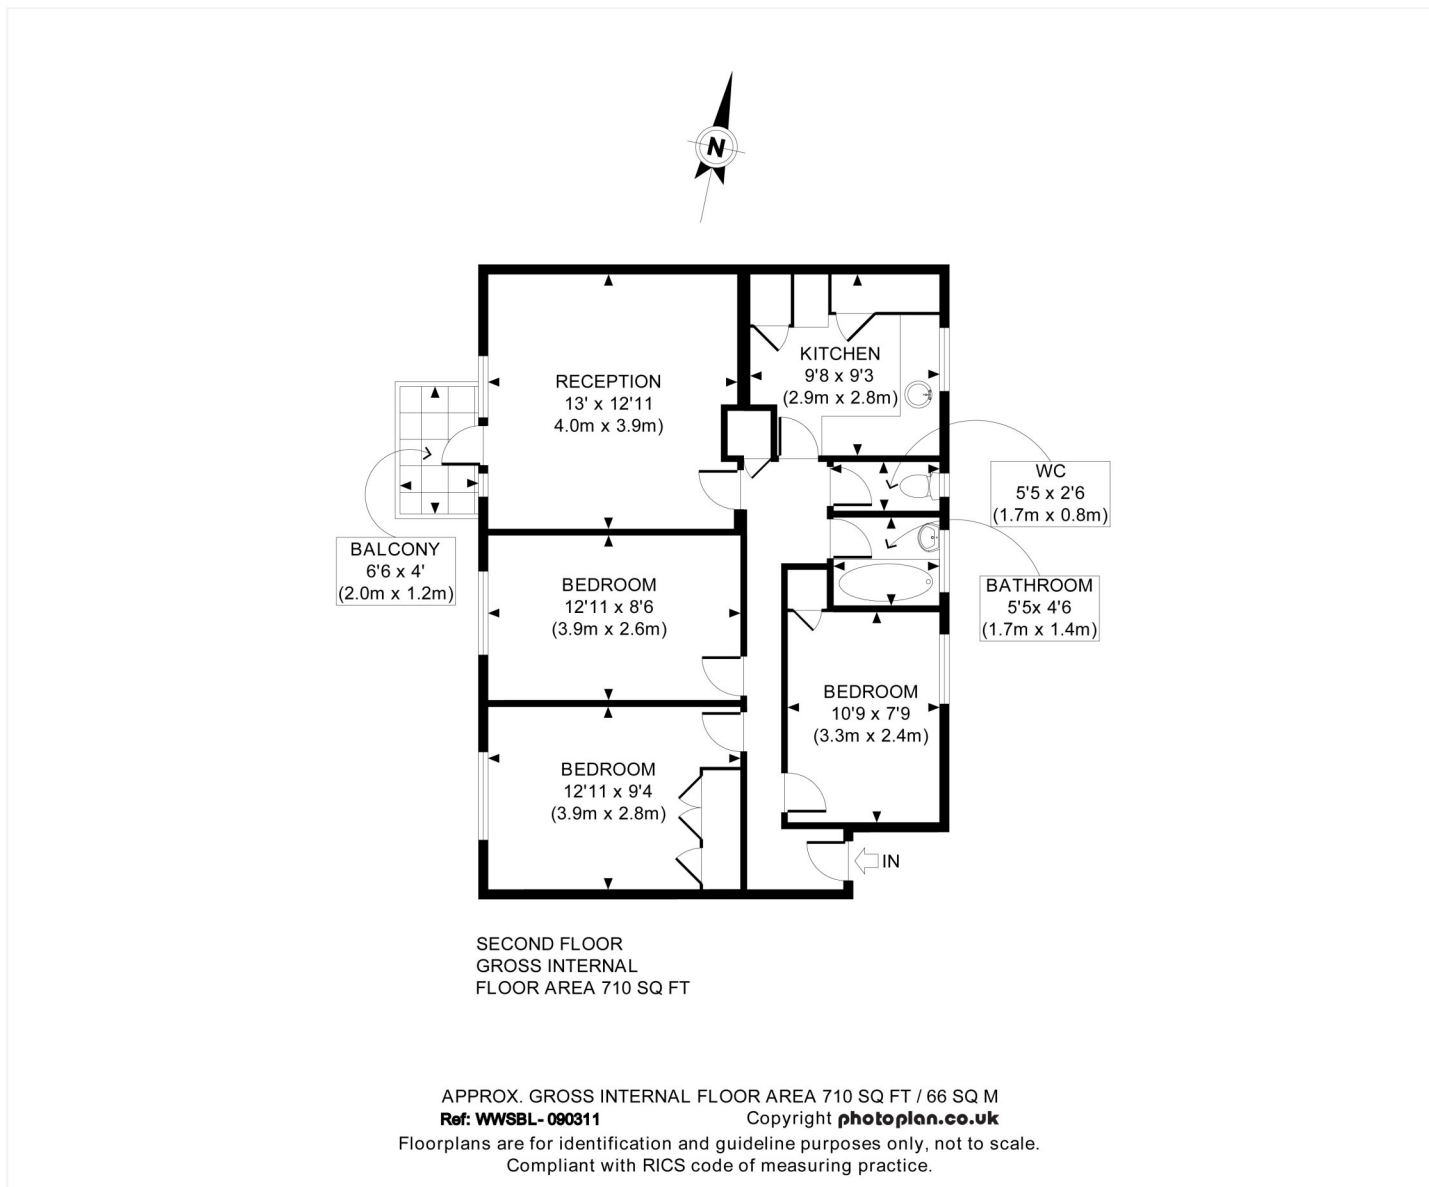 N
RECEPTION
13' x 12'11
4.0m x 3.9m)
KITCHEN
9'8 x 9'3
(2.9m x 2.8m)
WC
5'5 x 2'6
(1.7m x 0.8m)
BALCONY
6'6 x 4'
(2.0m x 1.2m)
BEDROOM
12'11 x 8'6
(3.9m x 2.6m)
BATHROOM
5'5x 4'6
(1.7m x 1.4m)
BEDROOM
10'9 x 7'9
(3.3m x 2.4m)
BEDROOM
12'11 x 9'4
(3.9m x 2.8m)
IN
SECOND FLOOR
GROSS INTERNAL
FLOOR AREA 710 SQ FT
APPROX. GROSS INTERNAL FLOOR AREA 710 SQ FT / 66 SQ M
Ref: WWSBL- 090311 Copyright photoplan.co.uk
Floorplans are for identification and guideline purposes only, not to scale.
Compliant with RICS code of measuring practice.